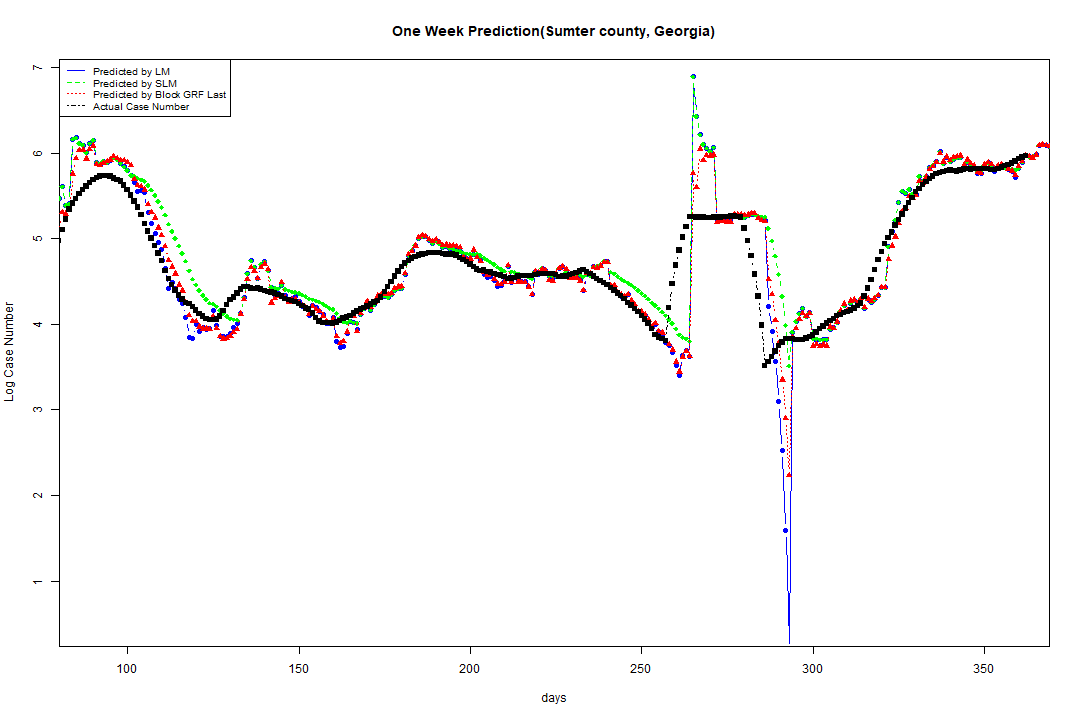 One Week Prediction(Sumter county, Georgia)
Predicted by LM
Predicted by SLM
Predicted by Block GRF Last
Actual Case Number
7
6
5
4
3
2
1
Log Case Number
100 150 200 250 300 350
days